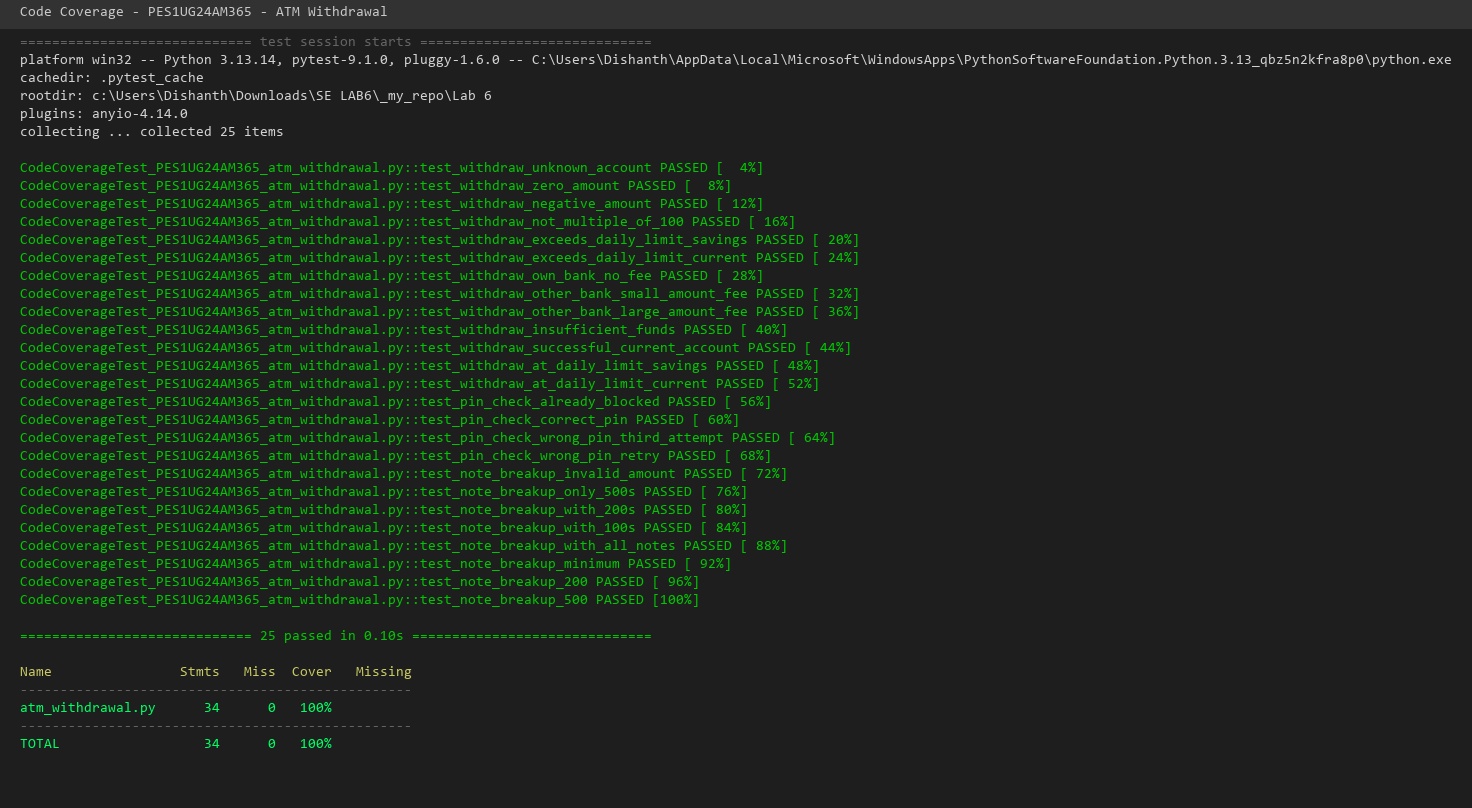 Code Coverage - PES1UG24AM365 - ATM Withdrawal
============================= test session starts =============================
platform win32 -- Python 3.13.14, pytest-9.1.0, pluggy-1.6.0 -- C:\Users\Dishanth\AppData\Local\Microsoft\WindowsApps\PythonSoftwareFoundation.Python.3.13_qbz5n2kfra8p0\python.exe
cachedir: .pytest_cache
rootdir: c:\Users\Dishanth\Downloads\SE LAB6\_my_repo\Lab 6
plugins: anyio-4.14.0
collecting ... collected 25 items
CodeCoverageTest_PES1UG24AM365_atm_withdrawal.py::test_withdraw_unknown_account PASSED [  4%]
CodeCoverageTest_PES1UG24AM365_atm_withdrawal.py::test_withdraw_zero_amount PASSED [  8%]
CodeCoverageTest_PES1UG24AM365_atm_withdrawal.py::test_withdraw_negative_amount PASSED [ 12%]
CodeCoverageTest_PES1UG24AM365_atm_withdrawal.py::test_withdraw_not_multiple_of_100 PASSED [ 16%]
CodeCoverageTest_PES1UG24AM365_atm_withdrawal.py::test_withdraw_exceeds_daily_limit_savings PASSED [ 20%]
CodeCoverageTest_PES1UG24AM365_atm_withdrawal.py::test_withdraw_exceeds_daily_limit_current PASSED [ 24%]
CodeCoverageTest_PES1UG24AM365_atm_withdrawal.py::test_withdraw_own_bank_no_fee PASSED [ 28%]
CodeCoverageTest_PES1UG24AM365_atm_withdrawal.py::test_withdraw_other_bank_small_amount_fee PASSED [ 32%]
CodeCoverageTest_PES1UG24AM365_atm_withdrawal.py::test_withdraw_other_bank_large_amount_fee PASSED [ 36%]
CodeCoverageTest_PES1UG24AM365_atm_withdrawal.py::test_withdraw_insufficient_funds PASSED [ 40%]
CodeCoverageTest_PES1UG24AM365_atm_withdrawal.py::test_withdraw_successful_current_account PASSED [ 44%]
CodeCoverageTest_PES1UG24AM365_atm_withdrawal.py::test_withdraw_at_daily_limit_savings PASSED [ 48%]
CodeCoverageTest_PES1UG24AM365_atm_withdrawal.py::test_withdraw_at_daily_limit_current PASSED [ 52%]
CodeCoverageTest_PES1UG24AM365_atm_withdrawal.py::test_pin_check_already_blocked PASSED [ 56%]
CodeCoverageTest_PES1UG24AM365_atm_withdrawal.py::test_pin_check_correct_pin PASSED [ 60%]
CodeCoverageTest_PES1UG24AM365_atm_withdrawal.py::test_pin_check_wrong_pin_third_attempt PASSED [ 64%]
CodeCoverageTest_PES1UG24AM365_atm_withdrawal.py::test_pin_check_wrong_pin_retry PASSED [ 68%]
CodeCoverageTest_PES1UG24AM365_atm_withdrawal.py::test_note_breakup_invalid_amount PASSED [ 72%]
CodeCoverageTest_PES1UG24AM365_atm_withdrawal.py::test_note_breakup_only_500s PASSED [ 76%]
CodeCoverageTest_PES1UG24AM365_atm_withdrawal.py::test_note_breakup_with_200s PASSED [ 80%]
CodeCoverageTest_PES1UG24AM365_atm_withdrawal.py::test_note_breakup_with_100s PASSED [ 84%]
CodeCoverageTest_PES1UG24AM365_atm_withdrawal.py::test_note_breakup_with_all_notes PASSED [ 88%]
CodeCoverageTest_PES1UG24AM365_atm_withdrawal.py::test_note_breakup_minimum PASSED [ 92%]
CodeCoverageTest_PES1UG24AM365_atm_withdrawal.py::test_note_breakup_200 PASSED [ 96%]
CodeCoverageTest_PES1UG24AM365_atm_withdrawal.py::test_note_breakup_500 PASSED [100%]
============================= 25 passed in 0.10s ==============================
Name                Stmts   Miss  Cover   Missing
-------------------------------------------------
atm_withdrawal.py      34      0   100%
-------------------------------------------------
TOTAL                  34      0   100%